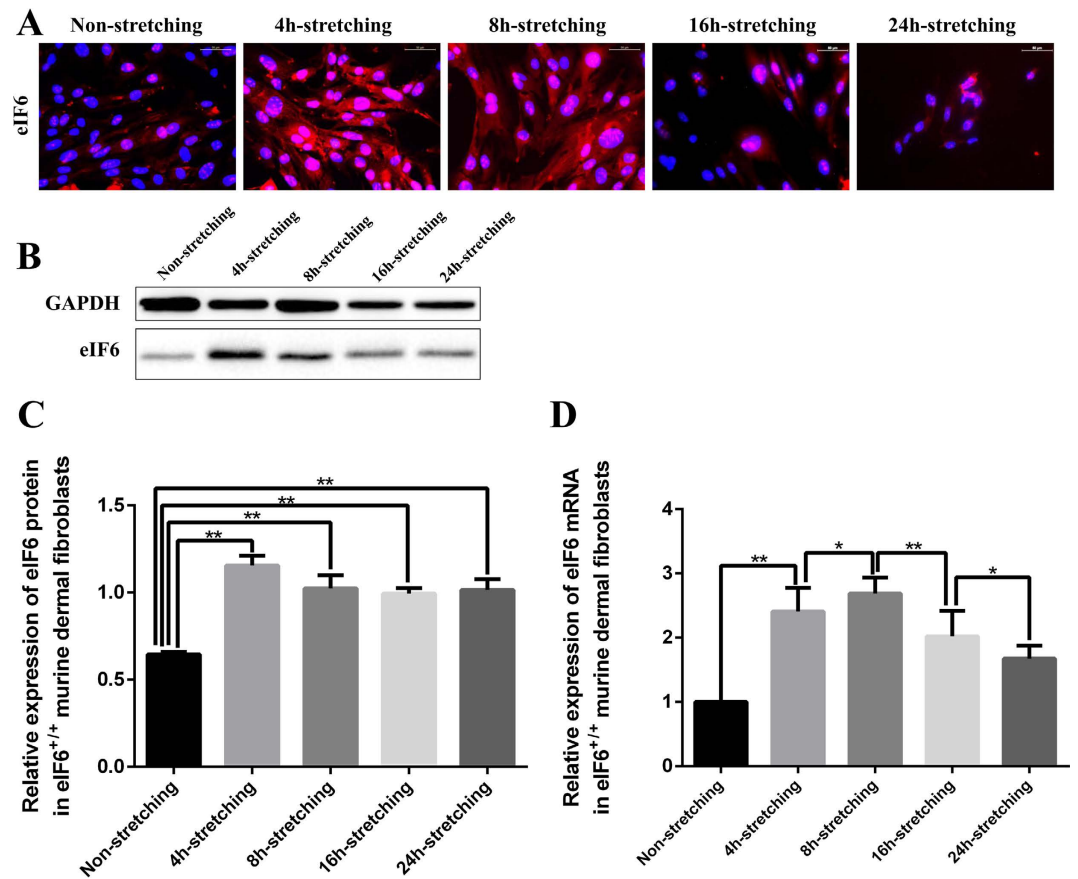 A
Non-stretching 4h-stretching 8h-stretching 16h-stretching 24h-stretching
eIF6
B
Non-stretching 4h-stretching 8h-stretching 16h-stretching 24h-stretching
GAPDH
eIF6
C
Relative expression of eIF6 protein
in eIF6+/+ murine dermal fibroblasts
1.5
1.0
0.5
0.0
**
**
**
**
Non-stretching 4h-stretching 8h-stretching 16h-stretching 24h-stretching
D
Relative expression of eIF6 mRNA
in eIF6+/+ murine dermal fibroblasts
4
3
2
1
0
** * ** *
Non-stretching 4h-stretching 8h-stretching 16h-stretching 24h-stretching